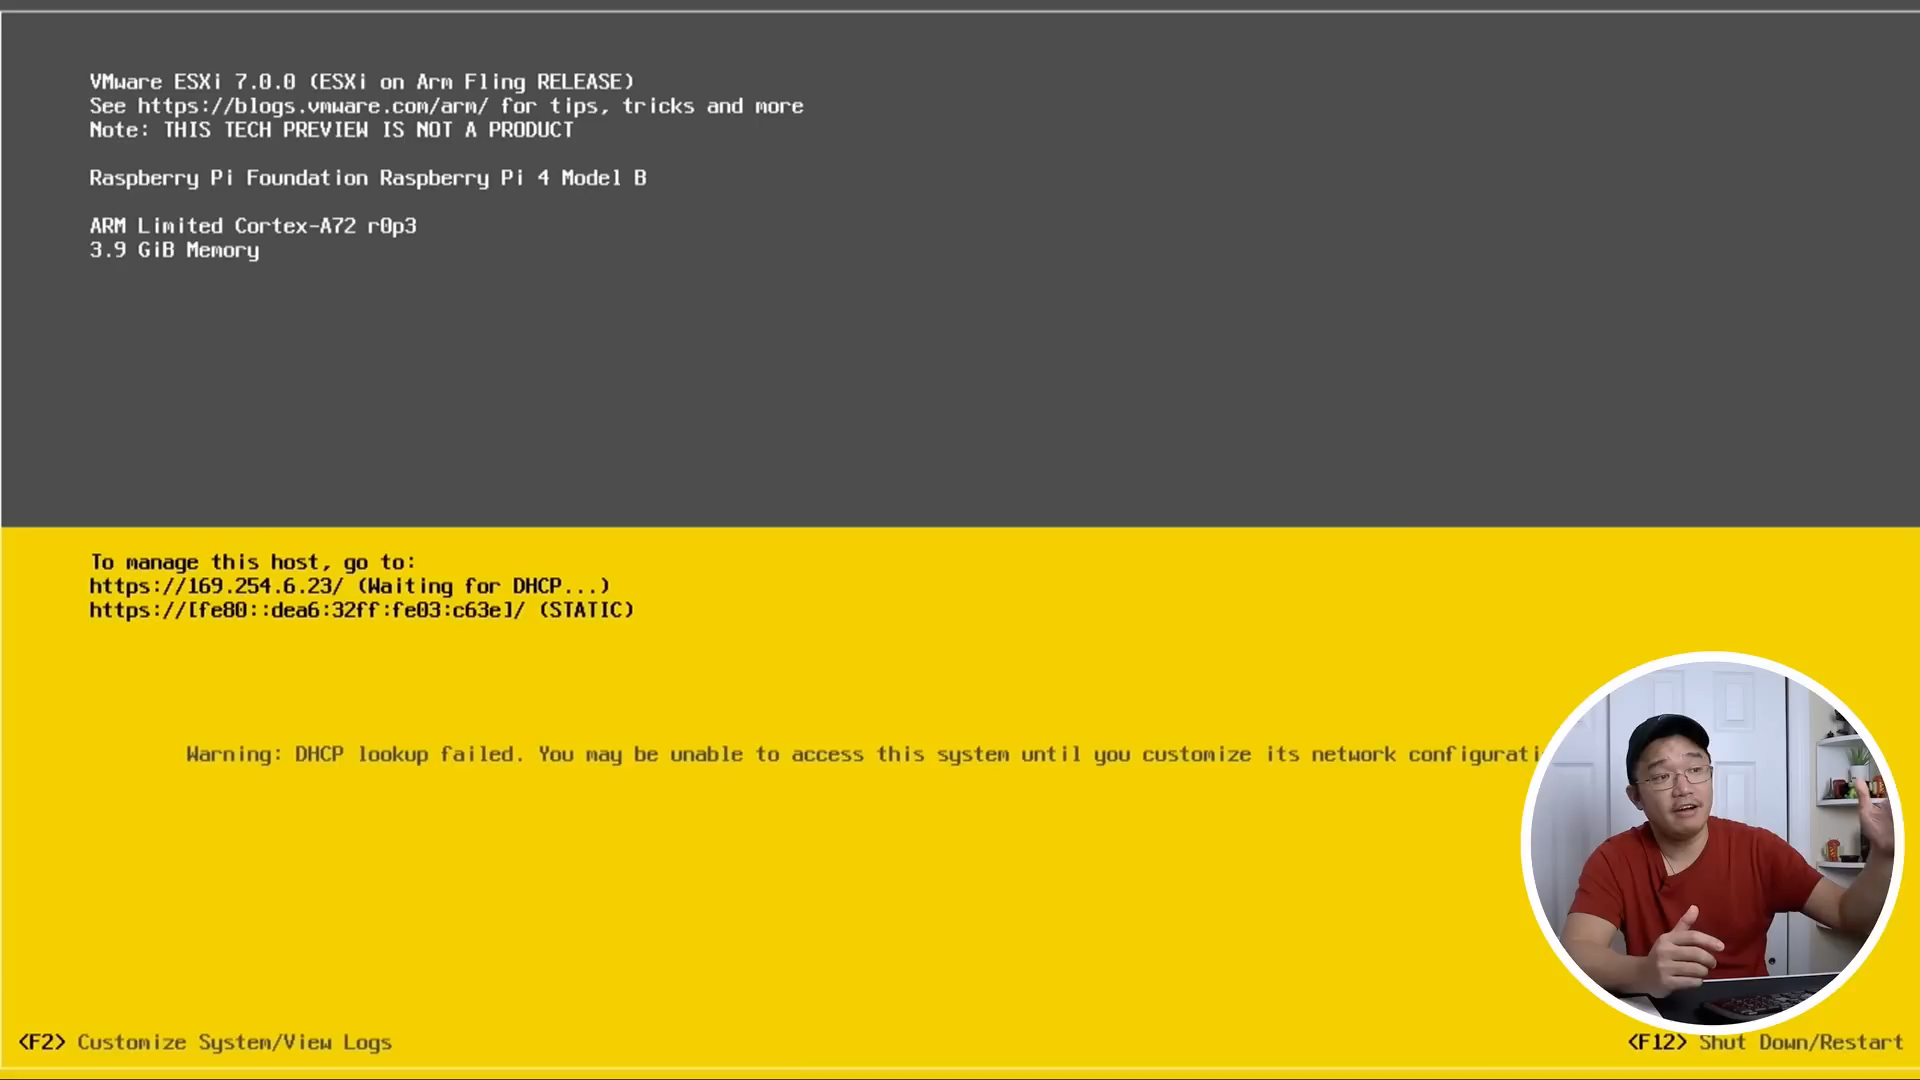 VMware ESXi 7.0.0 (ESXi on Arm Fling RELEASE)
See https://blogs.vmware.com/arm/ for tips, tricks and more
Note: THIS TECH PREVIEW IS NOT A PRODUCT
Raspberry Pi Foundation Raspberry Pi 4 Model B
ARM Limited Cortex-A72 r0p3
3.9 GiB Memory
To manage this host, go to:
https://169.254.6.23/ (Waiting for DHCP...)
https://[fe80::dea6:32ff:fe03:c63e]/ (STATIC)
Warning: DHCP lookup failed. You may be unable to access this system until you customize its network configurati
<F2> Customize System/View Logs
<F12> Shut Down/Restart